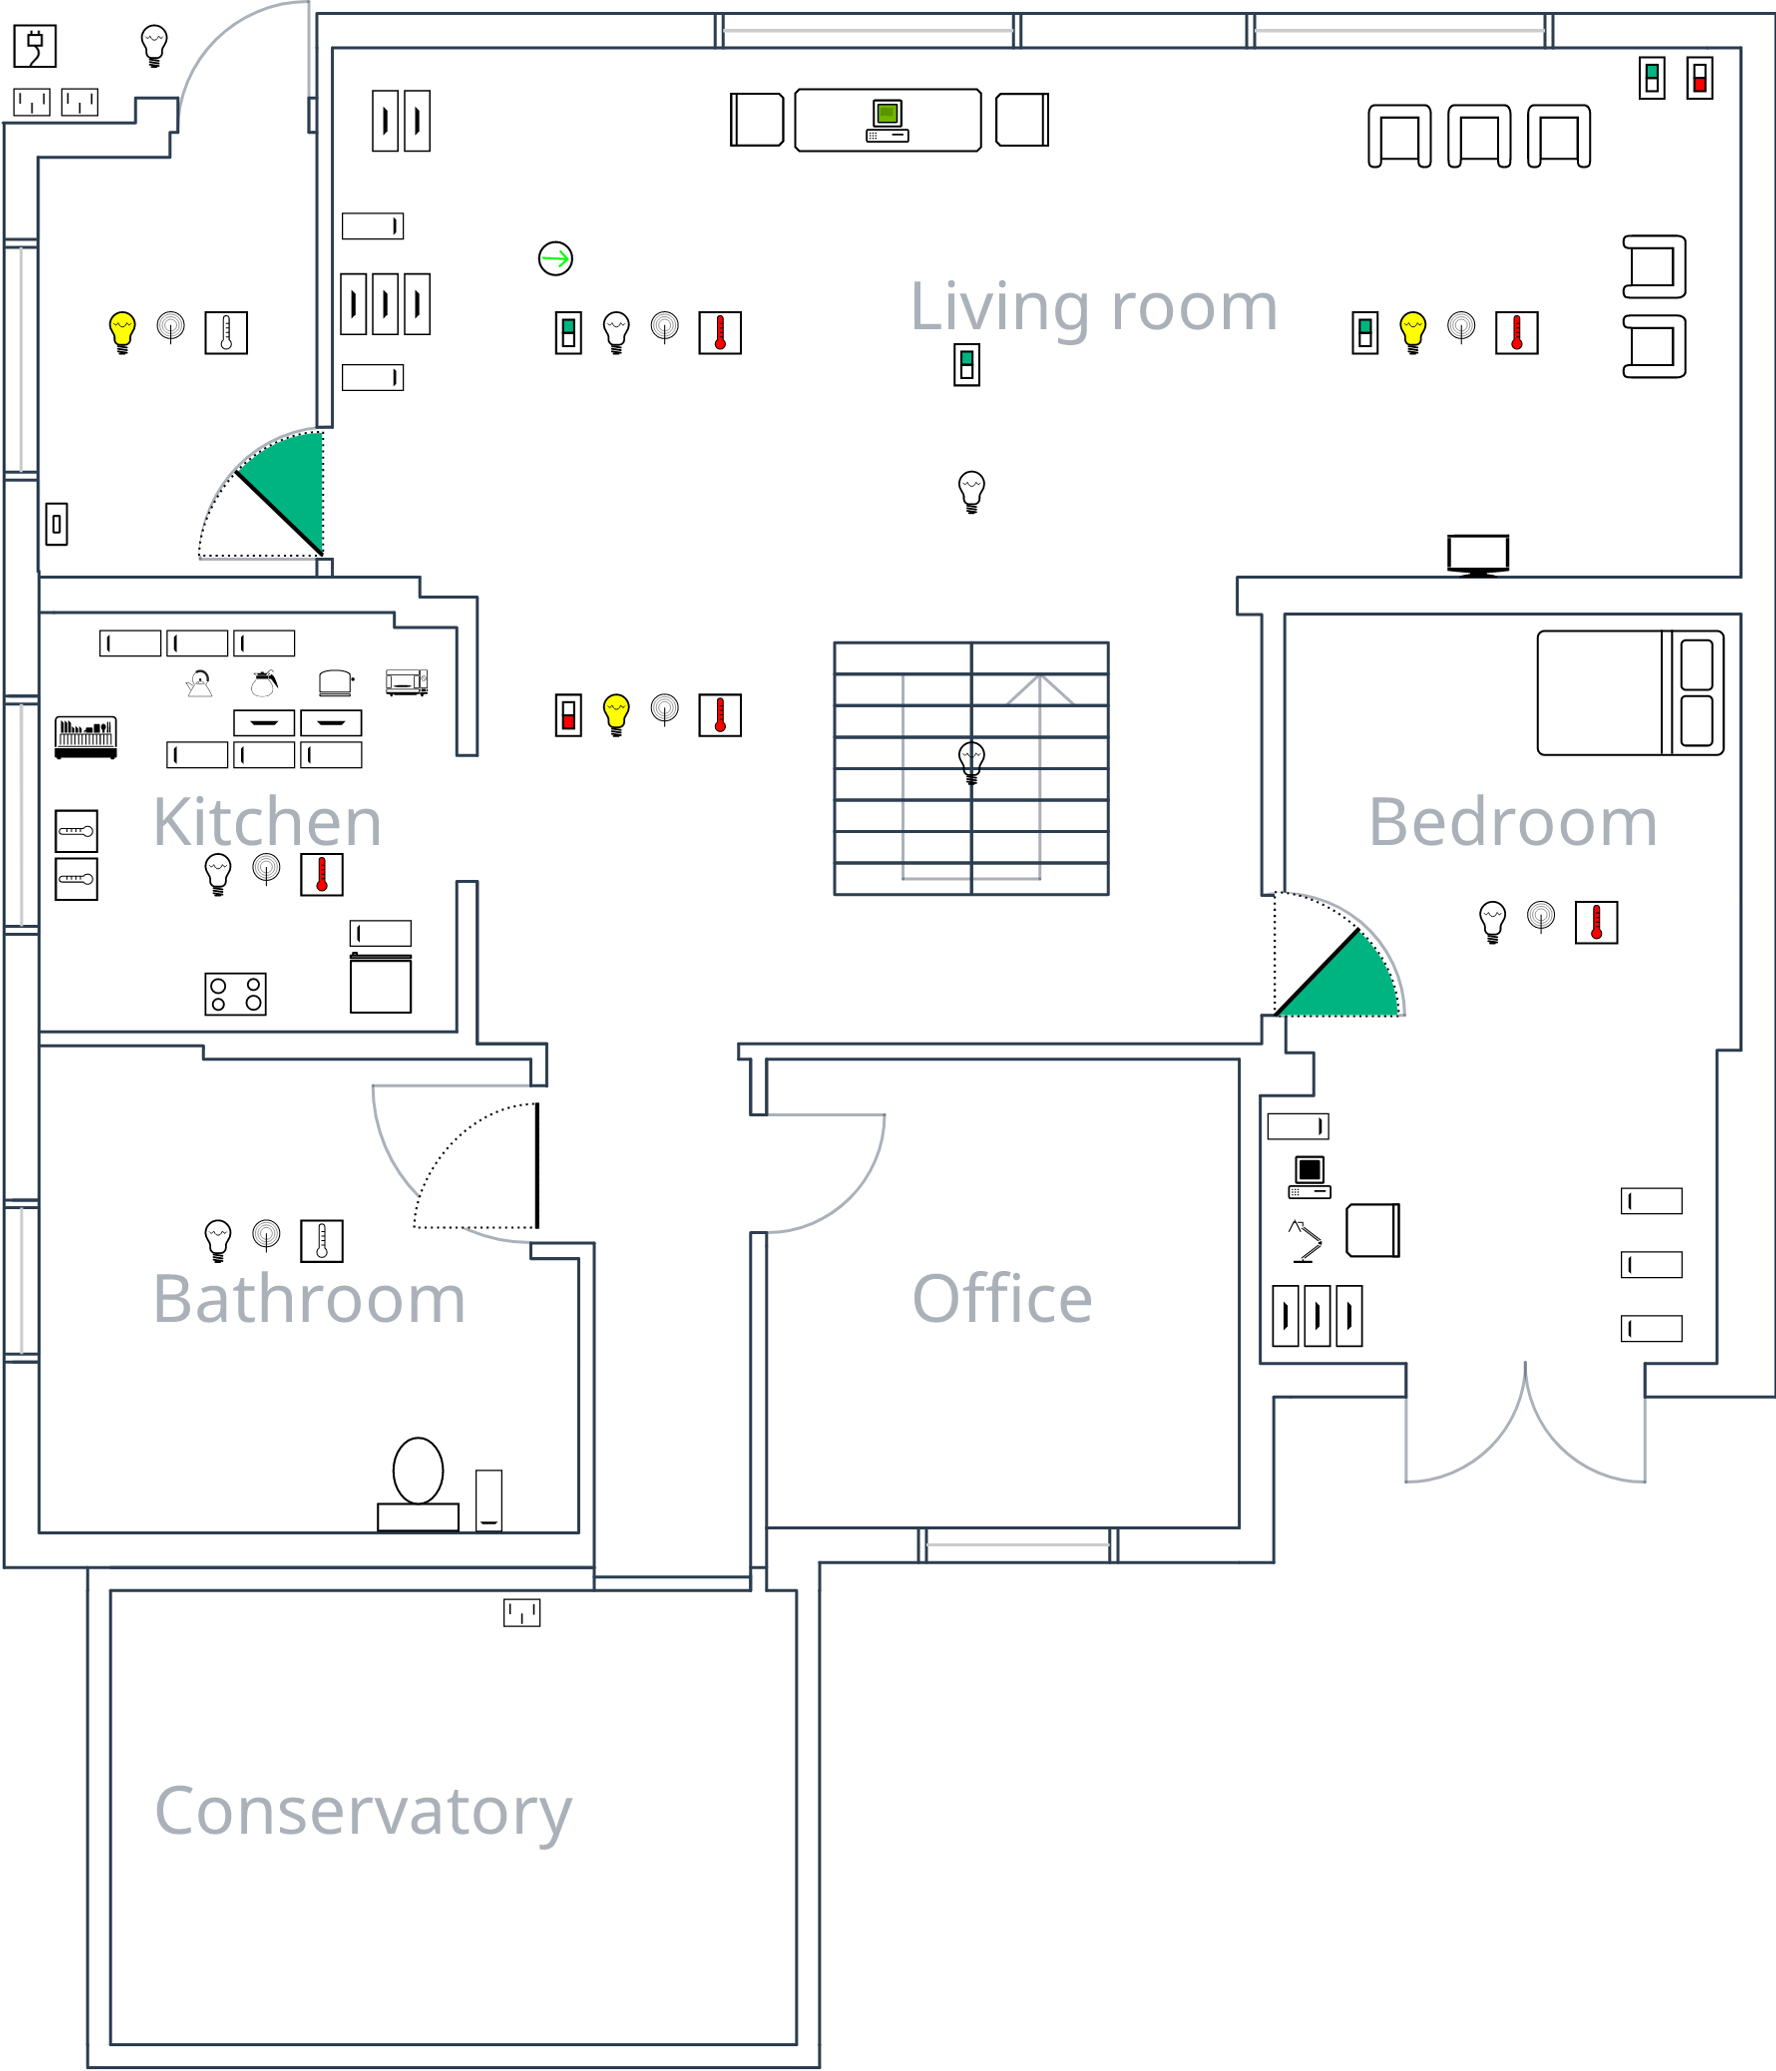 Living room
Kitchen
Bedroom
Bathroom
Office
Conservatory